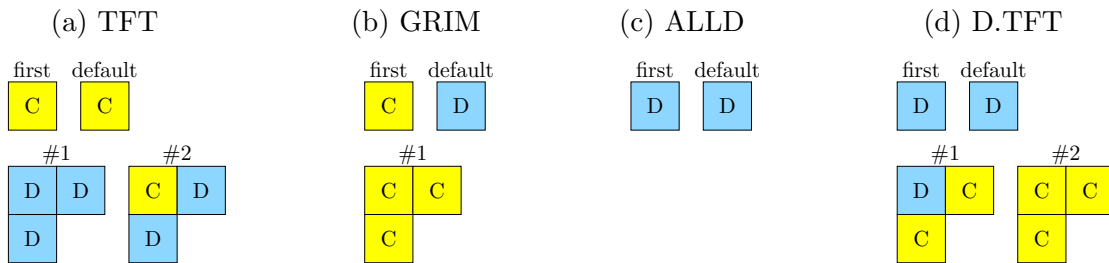 (a) TFT (b) GRIM (c) ALLD (d) D.TFT
first default first default first default first default
C C C D D D D D
#1 #2 #1 #1 #2
D D C D C C D C C C
D D C C C